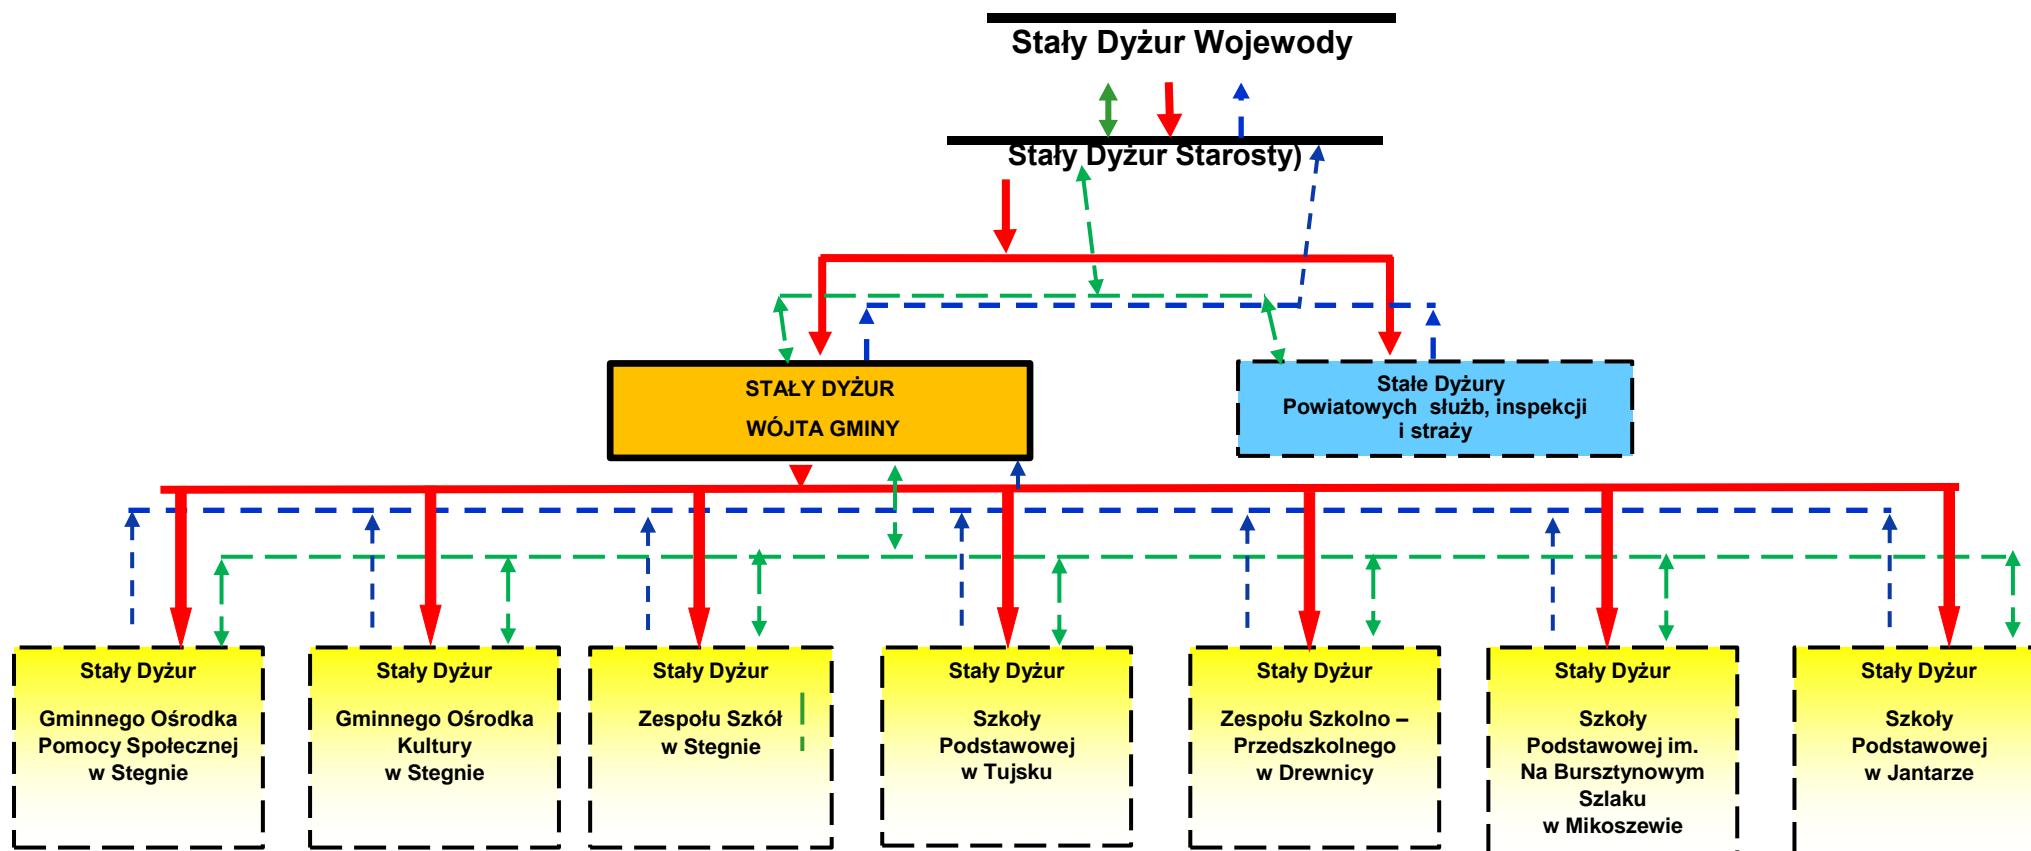 Stały Dyżur Wojewody
Stały Dyżur Starosty)
STAŁY DYŻUR
WÓJTA GMINY
Stałe Dyżury
Powiatowych służb, inspekcji
i straży
Stały Dyżur
Gminnego Ośrodka
Pomocy Społecznej
w Stegnie
Stały Dyżur
Gminnego Ośrodka
Kultury
w Stegnie
Stały Dyżur
Zespołu Szkół
w Stegnie
Stały Dyżur
Szkoły
Podstawowej
w Tujsku
Stały Dyżur
Zespołu Szkolno –
Przedszkolnego
w Drewnicy
Stały Dyżur
Szkoły
Podstawowej im.
Na Bursztynowym
Szlaku
w Mikoszewie
Stały Dyżur
Szkoły
Podstawowej
w Jantarze